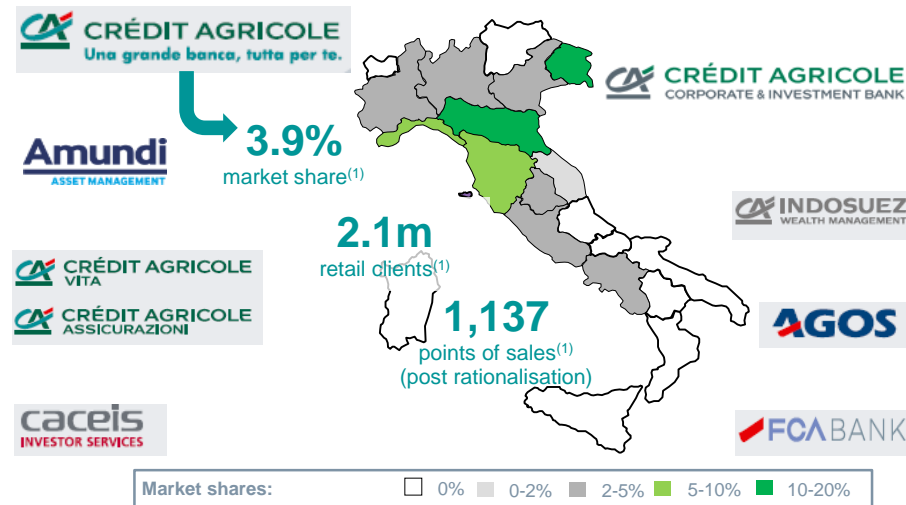 CRÉDIT AGRICOLE
Una grande banca, tutta per te.
CRÉDIT AGRICOLE
CORPORATE & INVESTMENT BANK
3.9%
market share(1)
Amundi
ASSET MANAGEMENT
INDOSUEZ
WEALTH MANAGEMENT
2.1m
retail clients(1)
CRÉDIT AGRICOLE
VITA
CRÉDIT AGRICOLE
ASSICURAZIONI
1,137
points of sales(1)
(post rationalisation)
AGOS
caceis
INVESTOR SERVICES
FCA BANK
Market shares: 0% 0-2% 2-5% 5-10% 10-20%